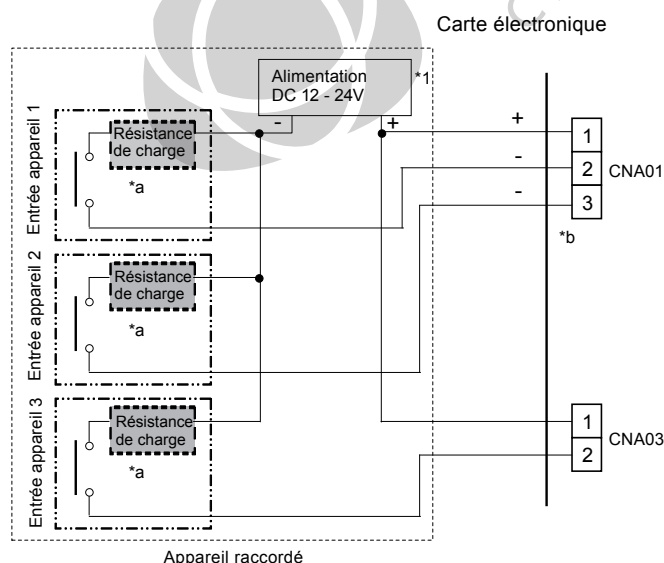 Carte électronique
Alimentation
DC 12 - 24V
*1
-
+
Entrée appareil 1
Résistance
de charge
*a
+
-
-
1
2
3
CNA01
*b
Entrée appareil 2
Résistance
de charge
*a
Entrée appareil 3
Résistance
de charge
*a
1
2
CNA03
Appareil raccordé